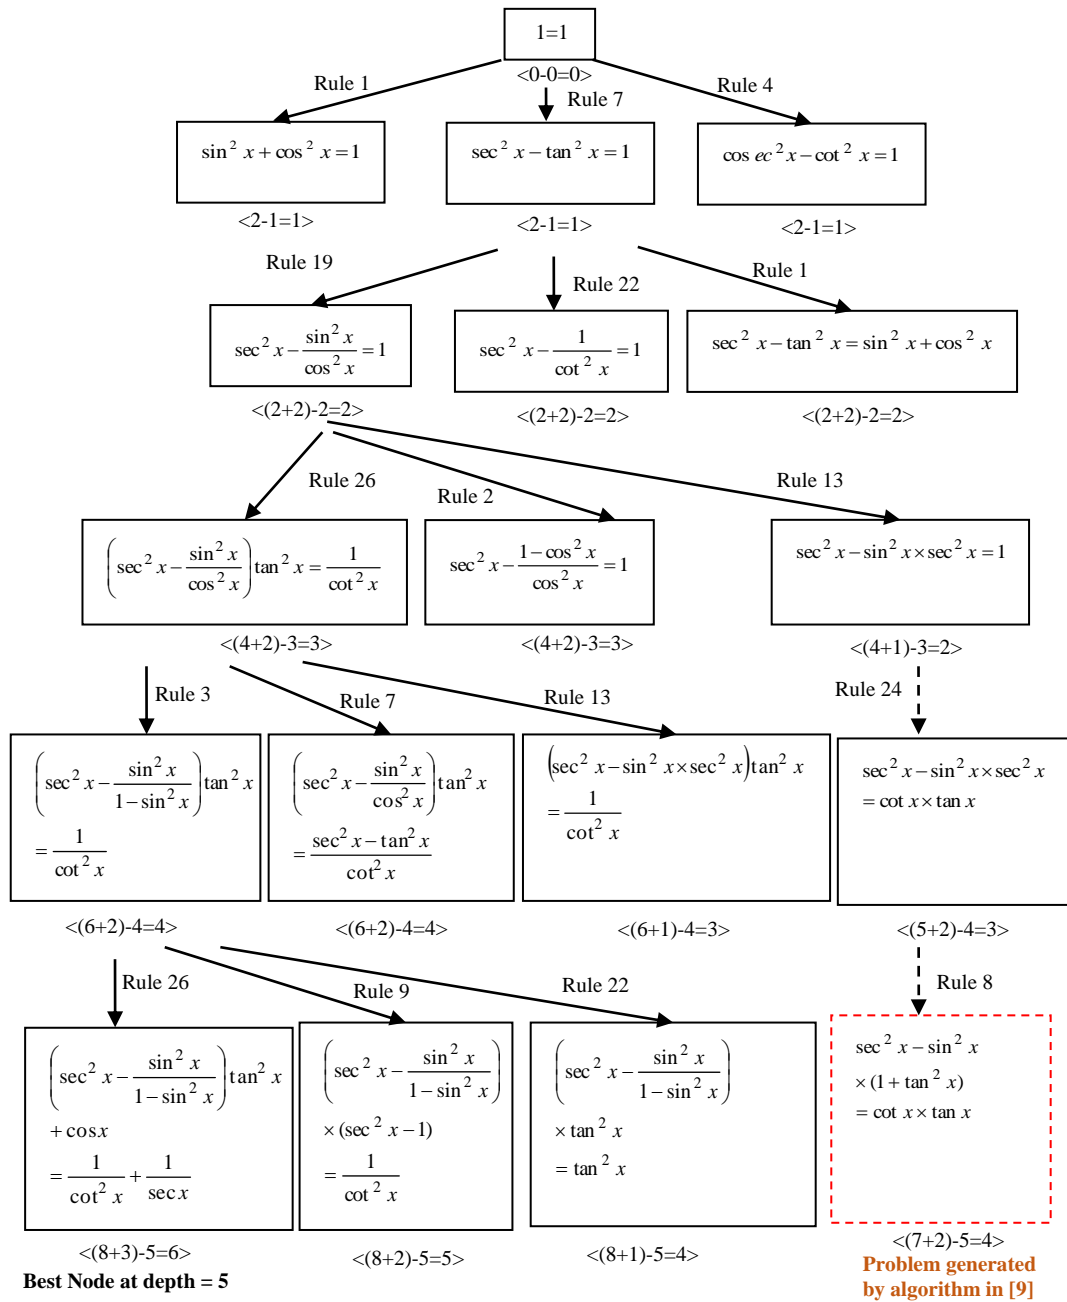 1=1
<0-0=0>
Rule 1
Rule 7
Rule 4
sin² x + cos² x = 1
sec² x − tan² x = 1
cos ec² x − cot² x = 1
<2-1=1>
<2-1=1>
<2-1=1>
Rule 19
Rule 22
Rule 1
sec² x − sin² x / cos² x = 1
sec² x − 1 / cot² x = 1
sec² x − tan² x = sin² x + cos² x
<(2+2)-2=2>
<(2+2)-2=2>
<(2+2)-2=2>
Rule 26
Rule 2
Rule 13
(sec² x − sin² x / cos² x) tan² x = 1 / cot² x
sec² x − 1 − cos² x / cos² x = 1
sec² x − sin² x × sec² x = 1
<(4+2)-3=3>
<(4+2)-3=3>
<(4+1)-3=2>
Rule 3
Rule 7
Rule 13
Rule 24
(sec² x − sin² x / 1 − sin² x) tan² x
= 1 / cot² x
(sec² x − sin² x / cos² x) tan² x
= sec² x − tan² x / cot² x
(sec² x − sin² x × sec² x) tan² x
= 1 / cot² x
sec² x − sin² x × sec² x
= cot x × tan x
<(6+2)-4=4>
<(6+2)-4=4>
<(6+1)-4=3>
<(5+2)-4=3>
Rule 26
Rule 9
Rule 22
Rule 8
(sec² x − sin² x / 1 − sin² x) tan² x
+ cos x
= 1 / cot² x + 1 / sec x
(sec² x − sin² x / 1 − sin² x)
× (sec² x − 1)
= 1 / cot² x
(sec² x − sin² x / 1 − sin² x)
× tan² x
= tan² x
sec² x − sin² x
× (1 + tan² x)
= cot x × tan x
<(8+3)-5=6>
<(8+2)-5=5>
<(8+1)-5=4>
<(7+2)-5=4>
Best Node at depth = 5
Problem generated
by algorithm in [9]